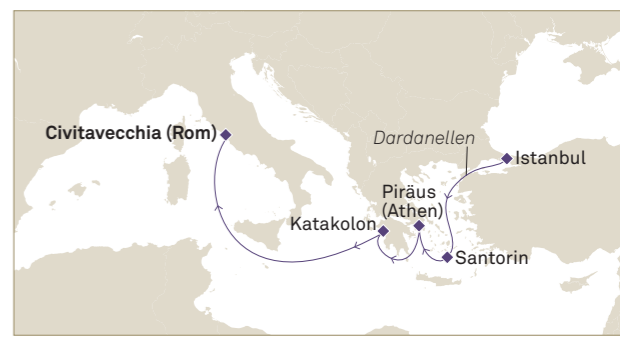 Civitavecchia (Rom)
Dardanellen
Istanbul
Piräus
(Athen)
Katakolon
Santorin